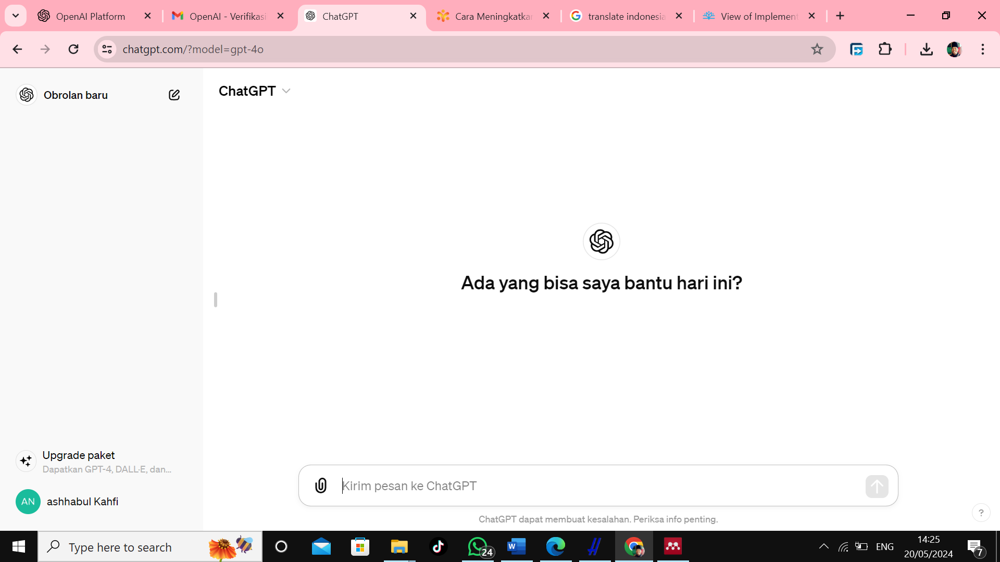 OpenAI Platform
OpenAI - Verifikasi
ChatGPT
Cara Meningkatkan
translate indonesia
View of Implement
chatgpt.com/?model=gpt-4o
Obrolan baru
ChatGPT
Ada yang bisa saya bantu hari ini?
Upgrade paket
Dapatkan GPT-4, DALL·E, dan...
AN
ashhabul Kahfi
Kirim pesan ke ChatGPT
ChatGPT dapat membuat kesalahan. Periksa info penting.
?
Type here to search
24
W
ENG
14:25
20/05/2024
7